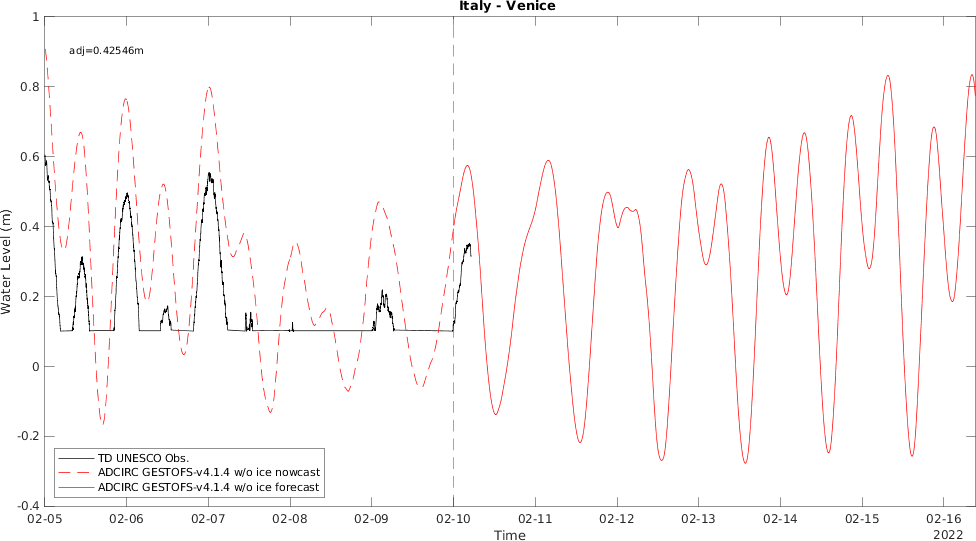 Italy - Venice
adj=0.42546m
1
0.8
0.6
0.4
0.2
0
-0.2
-0.4
Water Level (m)
TD UNESCO Obs.
ADCIRC GESTOFS-v4.1.4 w/o ice nowcast
ADCIRC GESTOFS-v4.1.4 w/o ice forecast
02-05 02-06 02-07 02-08 02-09 02-10 02-11 02-12 02-13 02-14 02-15 02-16
Time
2022